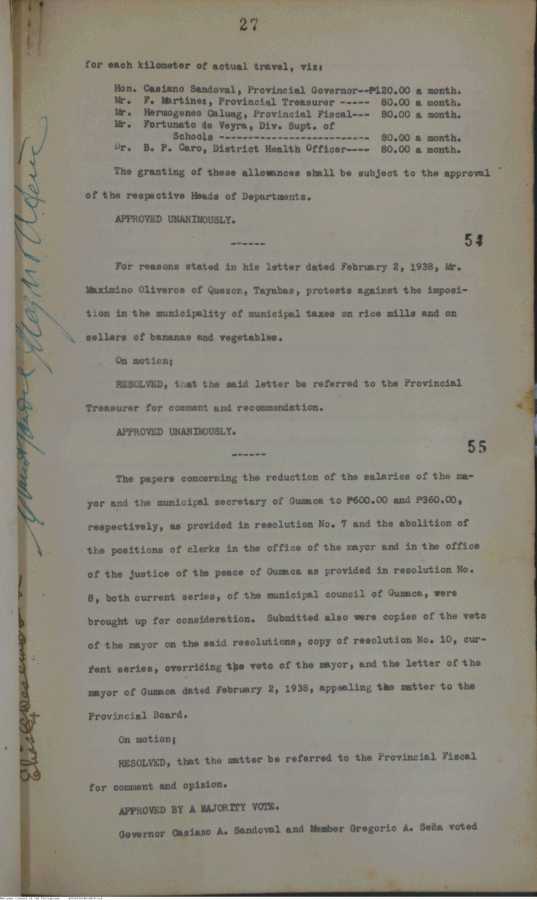 27
for each kilometer of actual travel, viz:
Hon. Casiano Sandoval, Provincial Governor--₱120.00 a month.
Mr. F. Martinez, Provincial Treasurer ----- 80.00 a month.
Mr. Hermogenes Caluag, Provincial Fiscal--- 80.00 a month.
Mr. Fortunato de Veyra, Div. Supt. of
Schools -------------------------- 80.00 a month.
Dr. B. P. Caro, District Health Officer---- 80.00 a month.
The granting of these allowances shall be subject to the approval
of the respective Heads of Departments.
APPROVED UNANIMOUSLY.
------
54
For reasons stated in his letter dated February 2, 1938, Mr.
Maximino Oliveros of Quezon, Tayabas, protests against the imposi-
tion in the municipality of municipal taxes on rice mills and on
sellers of bananas and vegetables.
On motion;
RESOLVED, that the said letter be referred to the Provincial
Treasurer for comment and recommendation.
APPROVED UNANIMOUSLY.
------
55
The papers concerning the reduction of the salaries of the ma-
yor and the municipal secretary of Gumaca to ₱600.00 and ₱360.00,
respectively, as provided in resolution No. 7 and the abolition of
the positions of clerks in the office of the mayor and in the office
of the justice of the peace of Gumaca as provided in resolution No.
8, both current series, of the municipal council of Gumaca, were
brought up for consideration. Submitted also were copies of the veto
of the mayor on the said resolutions, copy of resolution No. 10, cur-
rent series, overriding the veto of the mayor, and the letter of the
mayor of Gumaca dated February 2, 1938, appealing the matter to the
Provincial Board.
On motion;
RESOLVED, that the matter be referred to the Provincial Fiscal
for comment and opinion.
APPROVED BY A MAJORITY VOTE.
Governor Casiano A. Sandoval and Member Gregorio A. Seña voted